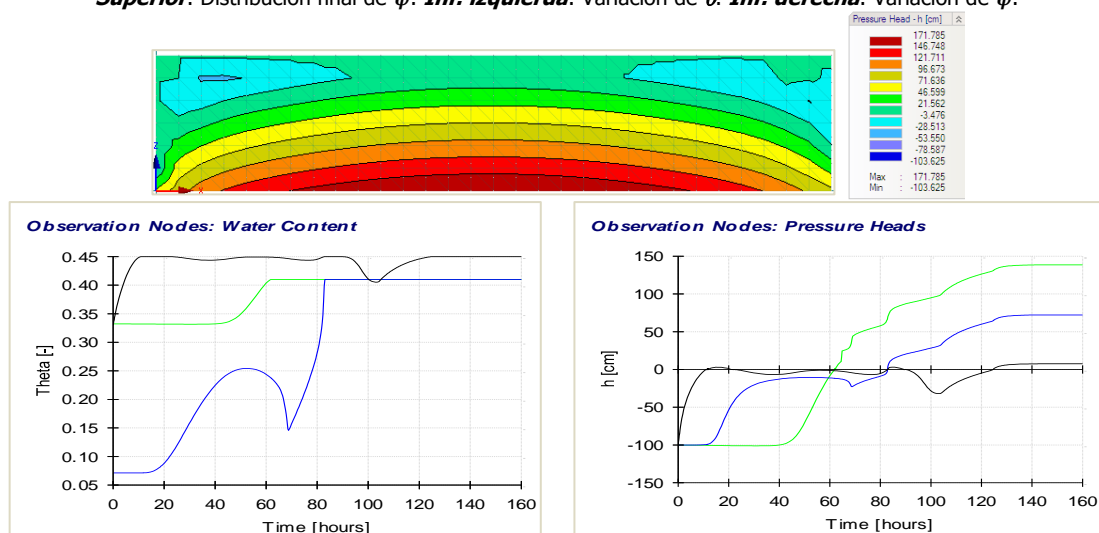 Superior: Distribución final de φ. Inf. izquierda: Variación de θ. Inf. derecha: Variación de φ.
Pressure Head - h [cm]
171.785
146.748
121.711
96.673
71.636
46.599
21.562
-3.476
-28.513
-53.550
-78.587
-103.625
Max : 171.785
Min : -103.625
Z
X
Observation Nodes: Water Content
0.45
0.40
0.35
0.30
0.25
0.20
0.15
0.10
0.05
Theta [-]
0 20 40 60 80 100 120 140 160
Time [hours]
Observation Nodes: Pressure Heads
150
100
50
0
-50
-100
-150
h [cm]
0 20 40 60 80 100 120 140 160
Time [hours]